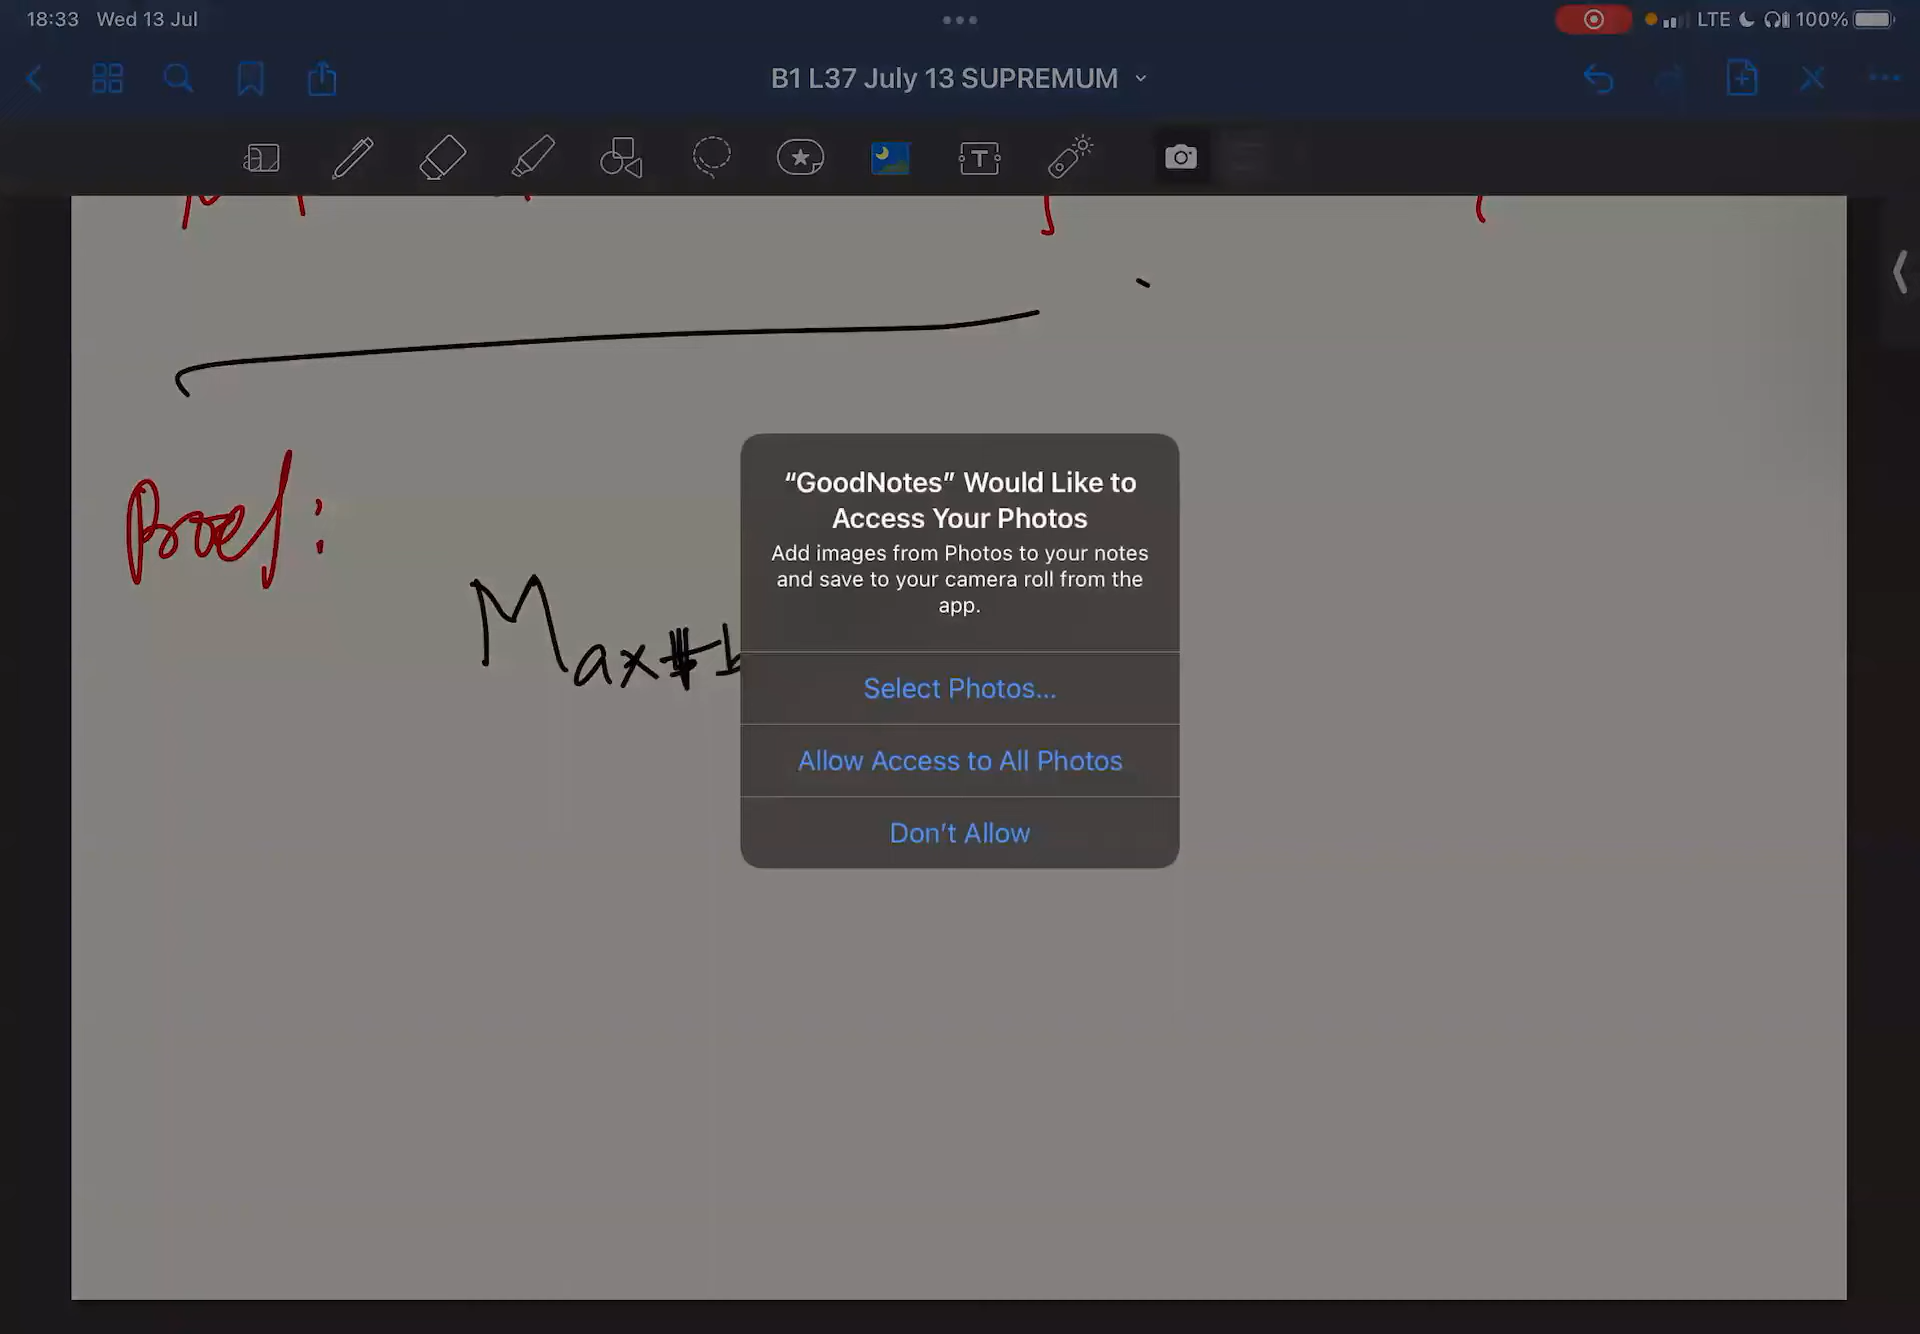 18:33 Wed 13 Jul
LTE 100%
B1 L37 July 13 SUPREMUM
Proof:
Max
“GoodNotes” Would Like to
Access Your Photos
Add images from Photos to your notes
and save to your camera roll from the
app.
Select Photos...
Allow Access to All Photos
Don’t Allow